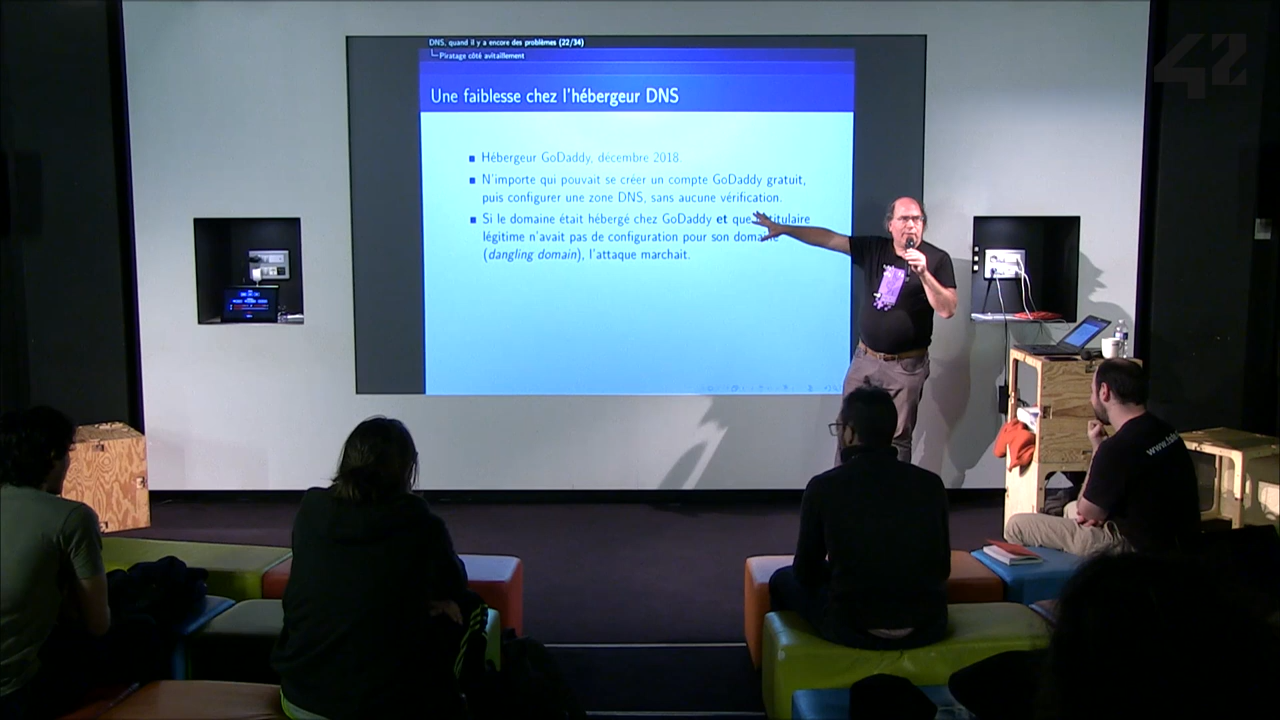 DNS, quand il y a encore des problèmes (22/34)
Piratage côté avitaillement
42
Une faiblesse chez l'hébergeur DNS
Hébergeur GoDaddy, décembre 2018.
N'importe qui pouvait se créer un compte GoDaddy gratuit,
puis configurer une zone DNS, sans aucune vérification.
Si le domaine était hébergé chez GoDaddy et que titulaire
légitime n'avait pas de configuration pour son domaine
(dangling domain), l'attaque marchait.
www.